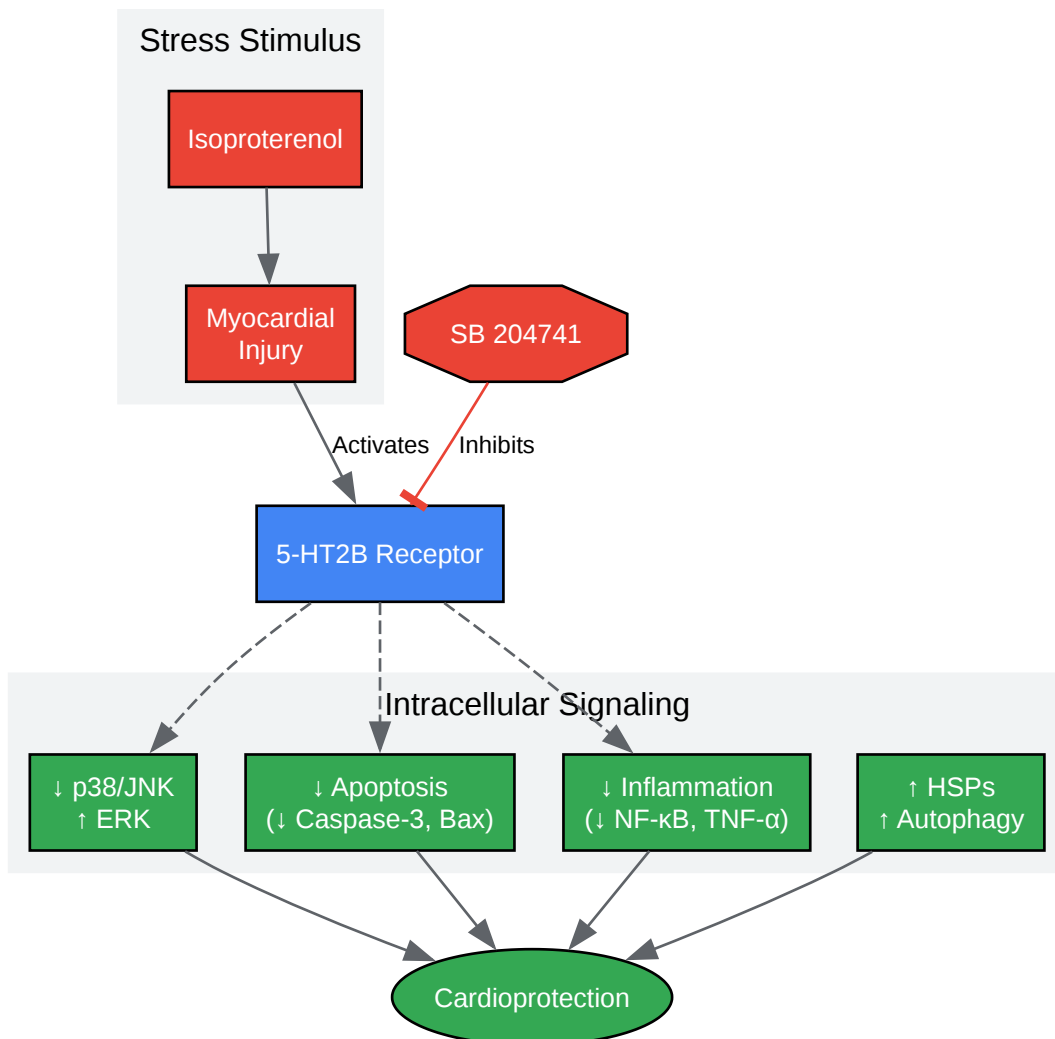 Stress Stimulus
Isoproterenol
Myocardial
Injury
SB 204741
Activates
Inhibits
5-HT2B Receptor
Intracellular Signaling
↓ p38/JNK
↑ ERK
↓ Apoptosis
(↓ Caspase-3, Bax)
↓ Inflammation
(↓ NF-κB, TNF-α)
↑ HSPs
↑ Autophagy
Cardioprotection